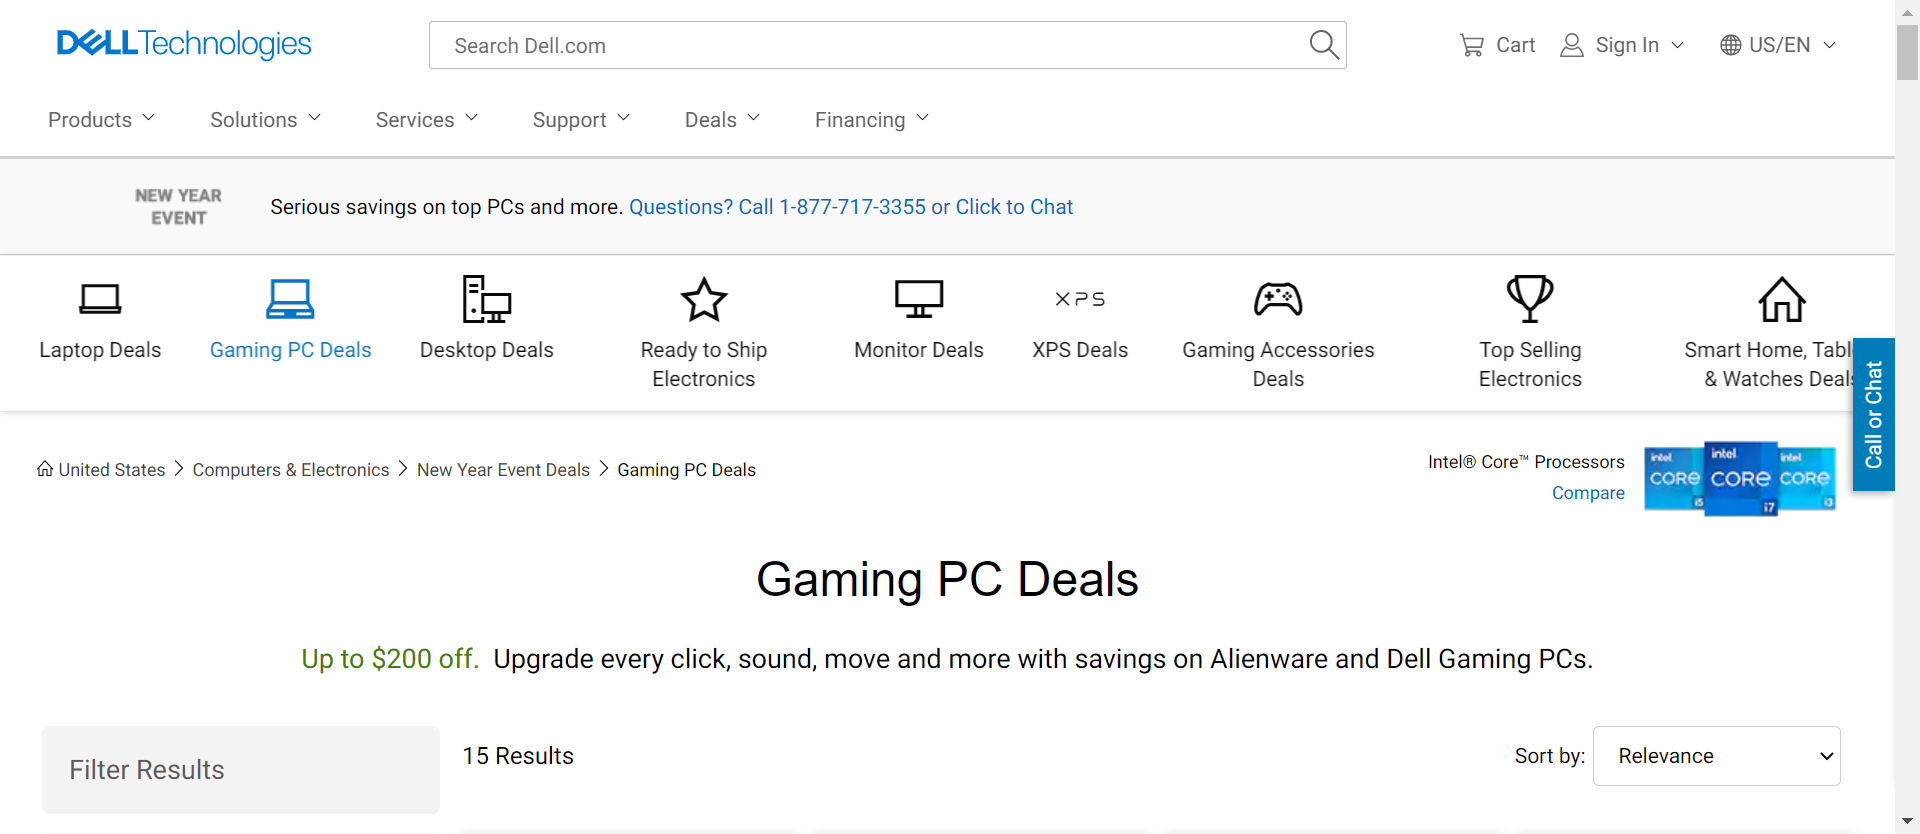 DELL Technologies
Search Dell.com
Cart
Sign In
US/EN
Products
Solutions
Services
Support
Deals
Financing
NEW YEAR
EVENT
Serious savings on top PCs and more. Questions? Call 1-877-717-3355 or Click to Chat
Laptop Deals
Gaming PC Deals
Desktop Deals
Ready to Ship
Electronics
Monitor Deals
XPS
XPS Deals
Gaming Accessories
Deals
Top Selling
Electronics
Smart Home, Tabl
& Watches Deals
Call or Chat
United States > Computers & Electronics > New Year Event Deals > Gaming PC Deals
Intel® Core™ Processors
Compare
intel CORE i5
intel CORE i7
intel CORE i3
Gaming PC Deals
Up to $200 off. Upgrade every click, sound, move and more with savings on Alienware and Dell Gaming PCs.
Filter Results
15 Results
Sort by:
Relevance